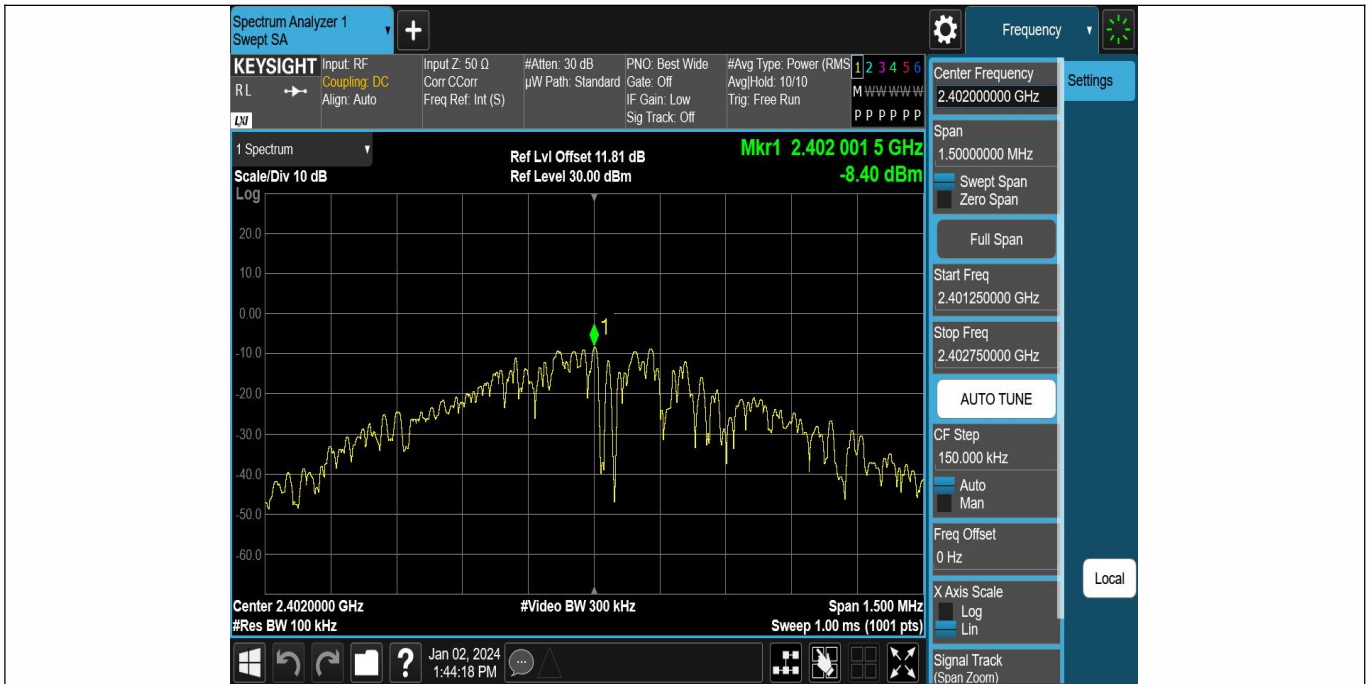 Spectrum Analyzer 1
Swept SA
Frequency
KEYSIGHT
RL
LXI
Input: RF
Coupling: DC
Align: Auto
Input Z: 50 Ω
Corr CCorr
Freq Ref: Int (S)
#Atten: 30 dB
µW Path: Standard
PNO: Best Wide
Gate: Off
IF Gain: Low
Sig Track: Off
#Avg Type: Power (RMS
Avg|Hold: 10/10
Trig: Free Run
1 2 3 4 5 6
M W W W W W
P P P P P P
1 Spectrum
Scale/Div 10 dB
Log
Ref Lvl Offset 11.81 dB
Ref Level 30.00 dBm
Mkr1 2.402 001 5 GHz
-8.40 dBm
20.0
10.0
0.00
-10.0
-20.0
-30.0
-40.0
-50.0
-60.0
1
Center 2.4020000 GHz
#Res BW 100 kHz
#Video BW 300 kHz
Span 1.500 MHz
Sweep 1.00 ms (1001 pts)
Jan 02, 2024
1:44:18 PM
Center Frequency
2.402000000 GHz
Settings
Span
1.50000000 MHz
Swept Span
Zero Span
Full Span
Start Freq
2.401250000 GHz
Stop Freq
2.402750000 GHz
AUTO TUNE
CF Step
150.000 kHz
Auto
Man
Freq Offset
0 Hz
Local
X Axis Scale
Log
Lin
Signal Track
(Span Zoom)